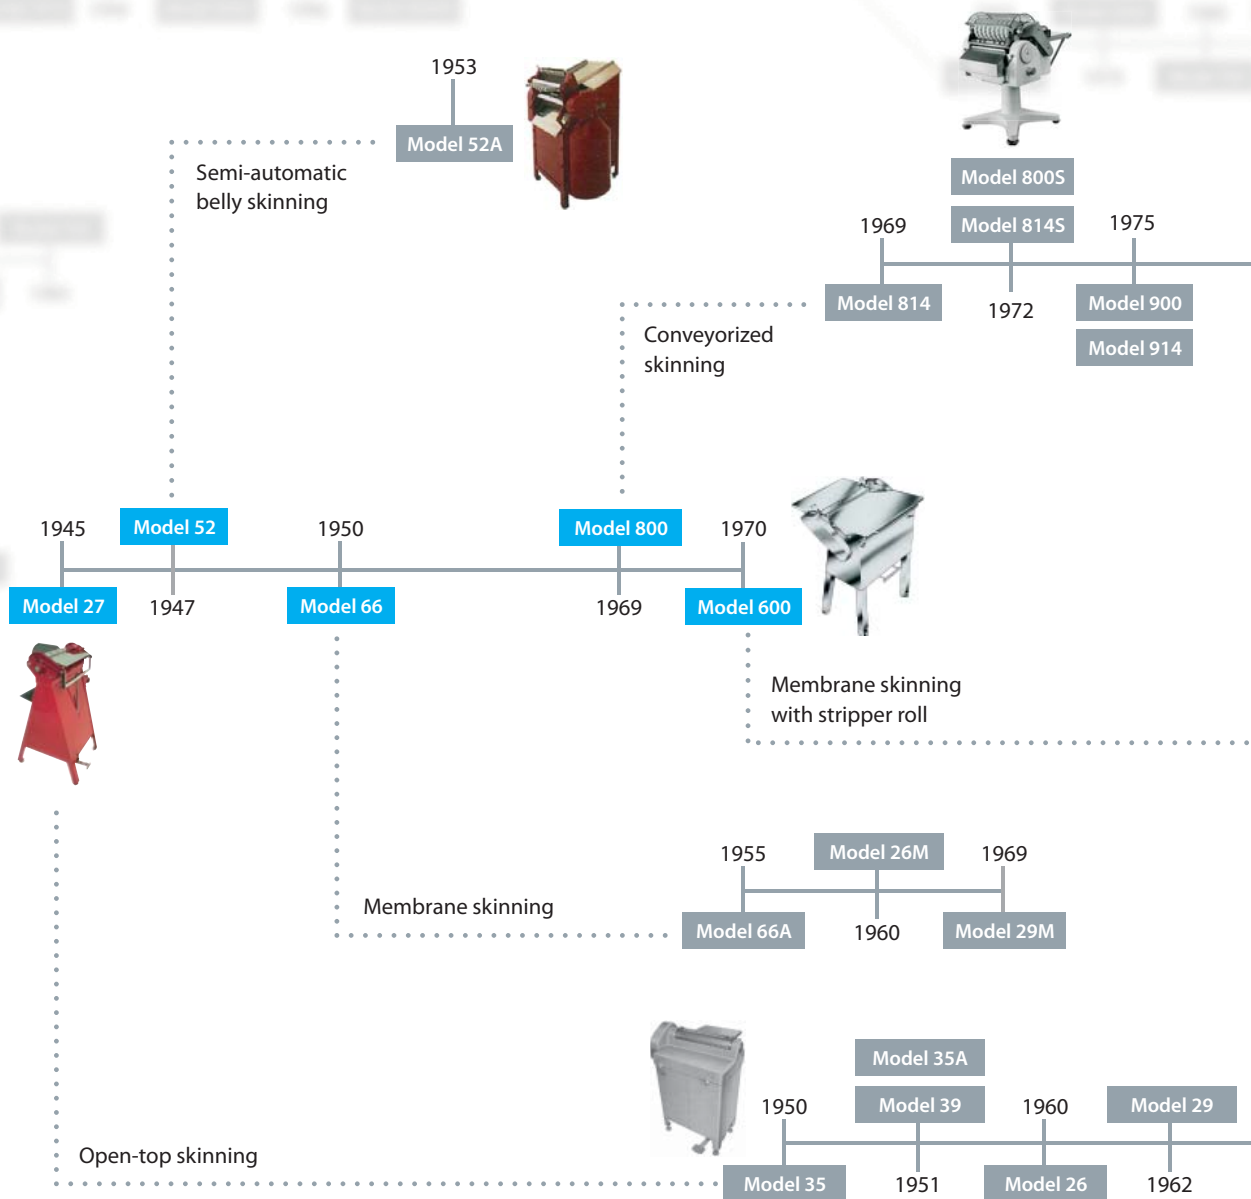 1953
Model 52A
Semi-automatic
belly skinning
Model 800S
Model 814S
1969
1975
Model 814
1972
Model 900
Model 914
Conveyorized
skinning
1945
Model 52
1950
Model 800
1970
Model 27
1947
Model 66
1969
Model 600
Membrane skinning
with stripper roll
1955
Model 26M
1969
Membrane skinning
Model 66A
1960
Model 29M
Model 35A
1950
Model 39
1960
Model 29
Open-top skinning
Model 35
1951
Model 26
1962